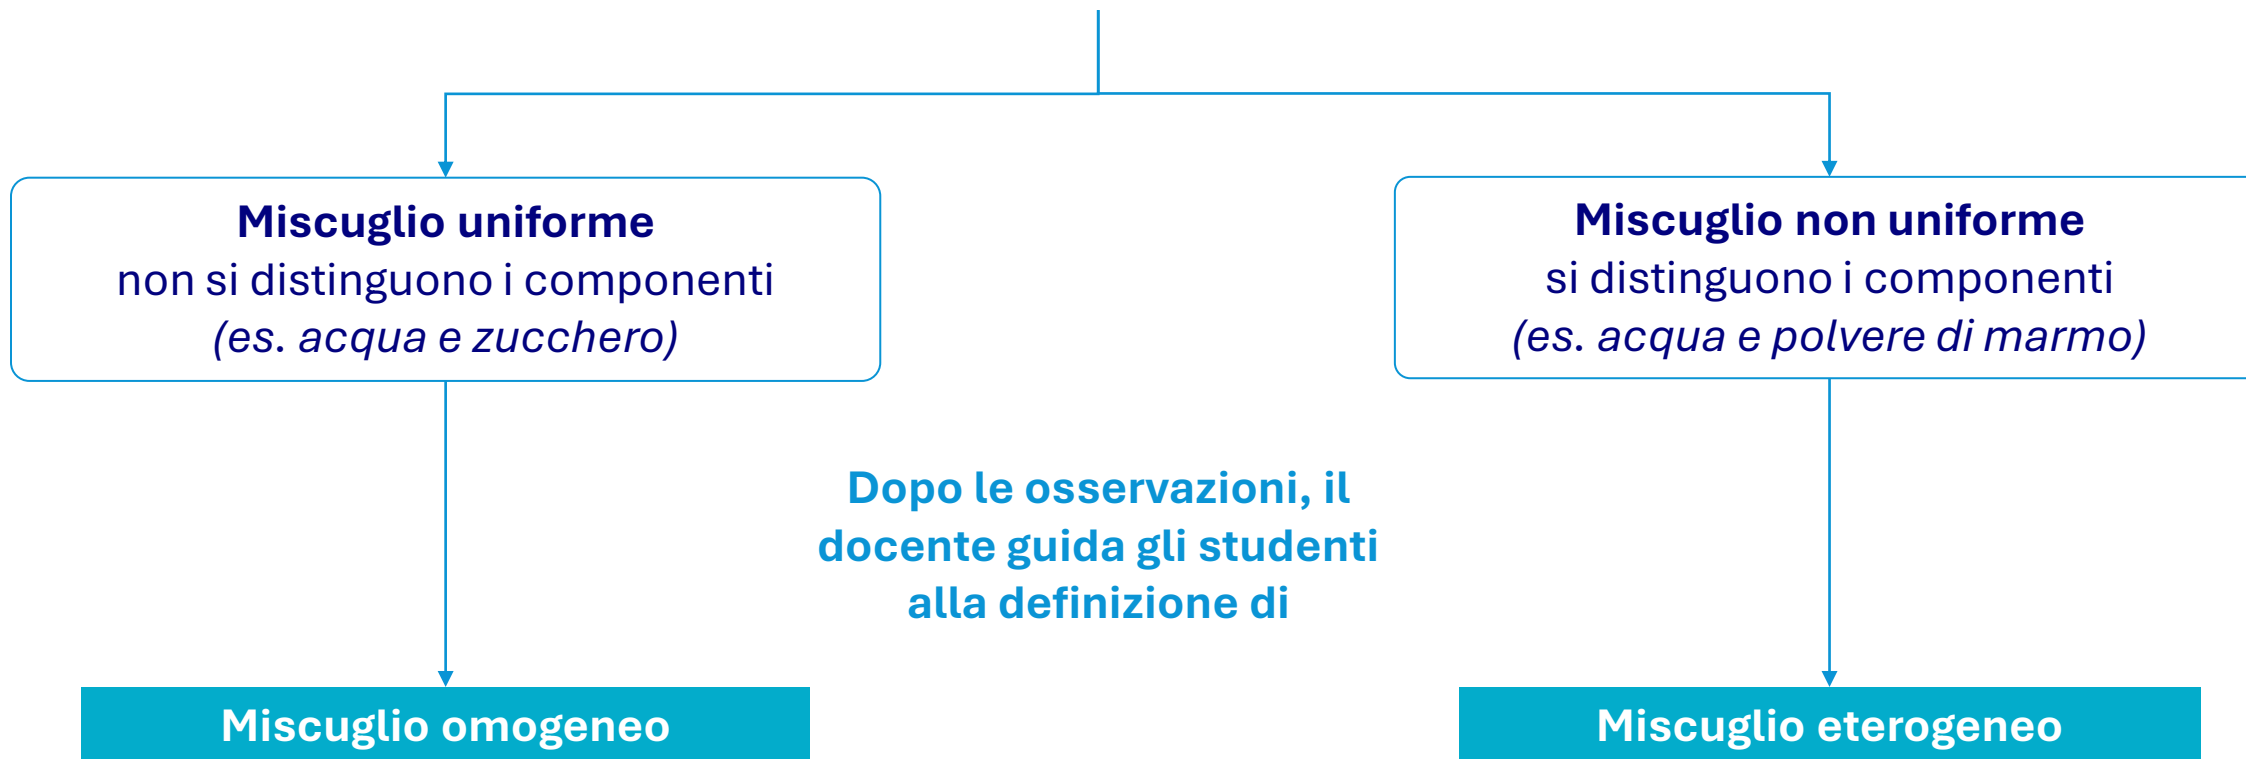 Miscuglio uniforme
non si distinguono i componenti
(es. acqua e zucchero)
Miscuglio non uniforme
si distinguono i componenti
(es. acqua e polvere di marmo)
Dopo le osservazioni, il
docente guida gli studenti
alla definizione di
Miscuglio omogeneo
Miscuglio eterogeneo